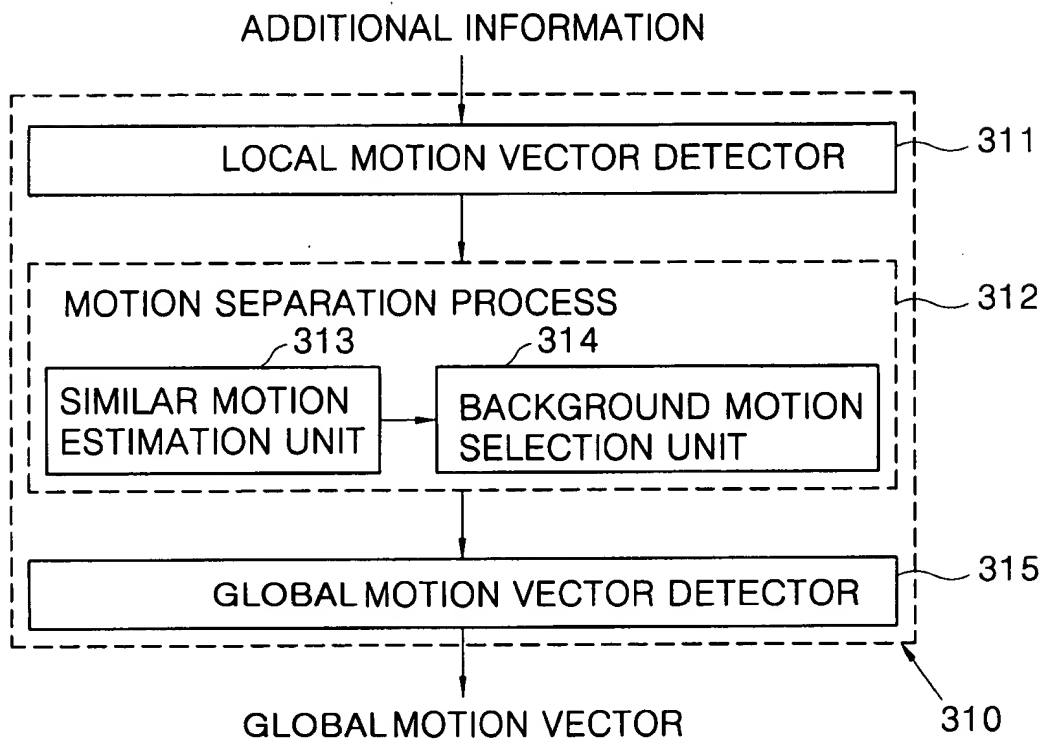 ADDITIONAL INFORMATION
LOCAL MOTION VECTOR DETECTOR
311
MOTION SEPARATION PROCESS
312
313
314
SIMILAR MOTION
ESTIMATION UNIT
BACKGROUND MOTION
SELECTION UNIT
GLOBAL MOTION VECTOR DETECTOR
315
GLOBAL MOTION VECTOR
310